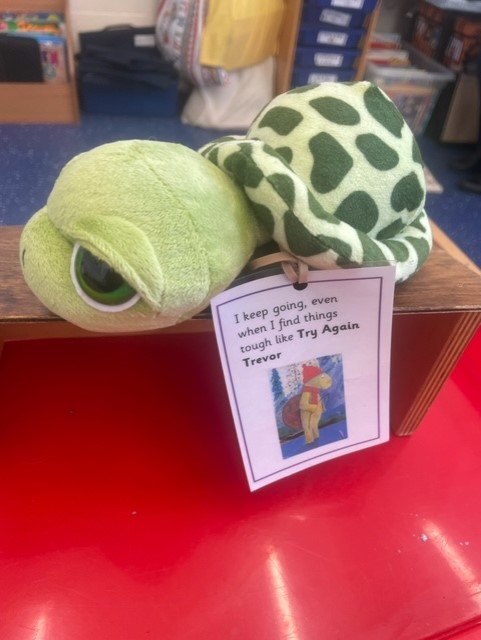 I keep going, even
when I find things
tough like Try Again
Trevor